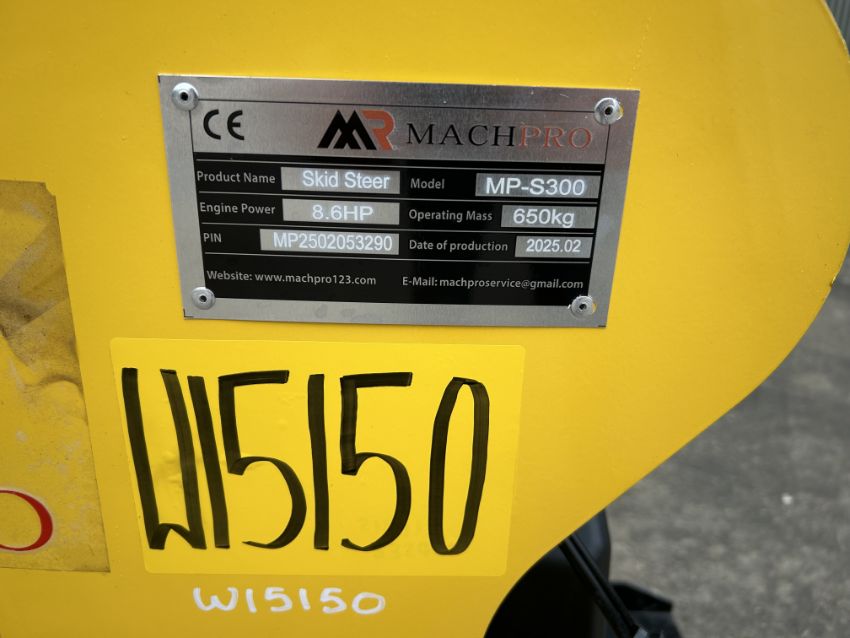 CE MR MACHPRO
Product Name Skid Steer Model MP-S300
Engine Power 8.6HP Operating Mass 650kg
PIN MP2502053290 Date of production 2025.02
Website: www.machpro123.com E-Mail: machproservice@gmail.com
W15150
W15150